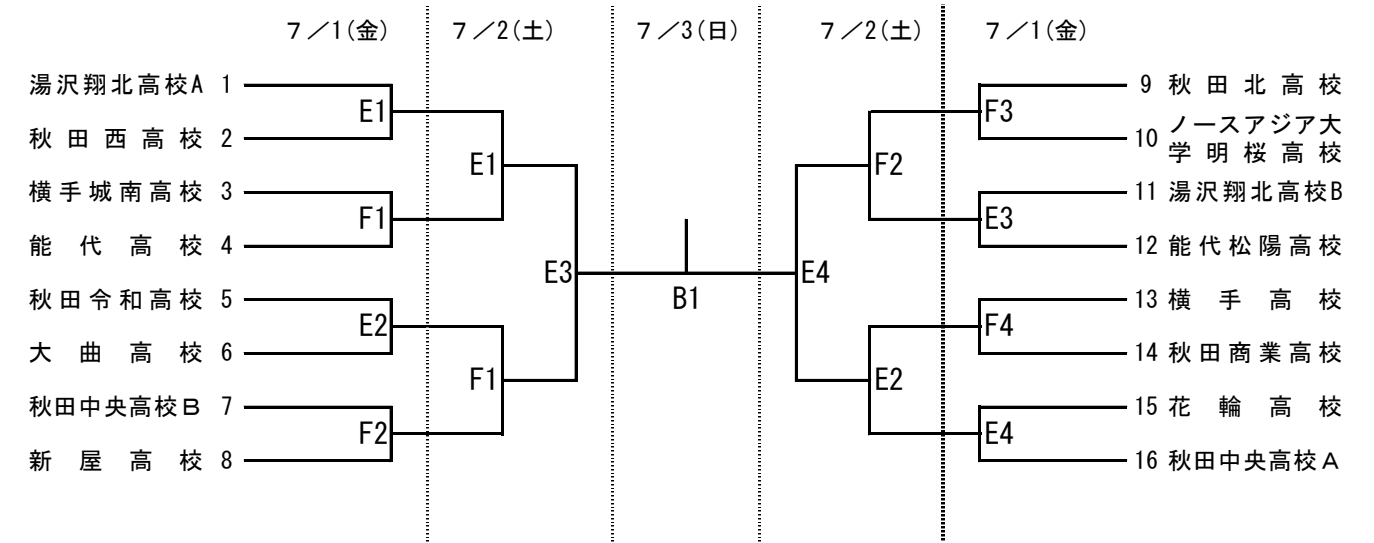 7／1(金) 7／2(土) 7／3(日) 7／2(土) 7／1(金)
湯沢翔北高校A 1 9 秋田北高校
E1 F3
秋田西高校 2 10 ノースアジア大
学明桜高校
E1 F2
横手城南高校 3 11 湯沢翔北高校B
F1 E3
能代高校 4 12 能代松陽高校
E3 E4
B1
秋田令和高校 5 13 横手高校
E2 F4
大曲高校 6 14 秋田商業高校
F1 E2
秋田中央高校Ｂ 7 15 花輪高校
F2 E4
新屋高校 8 16 秋田中央高校Ａ